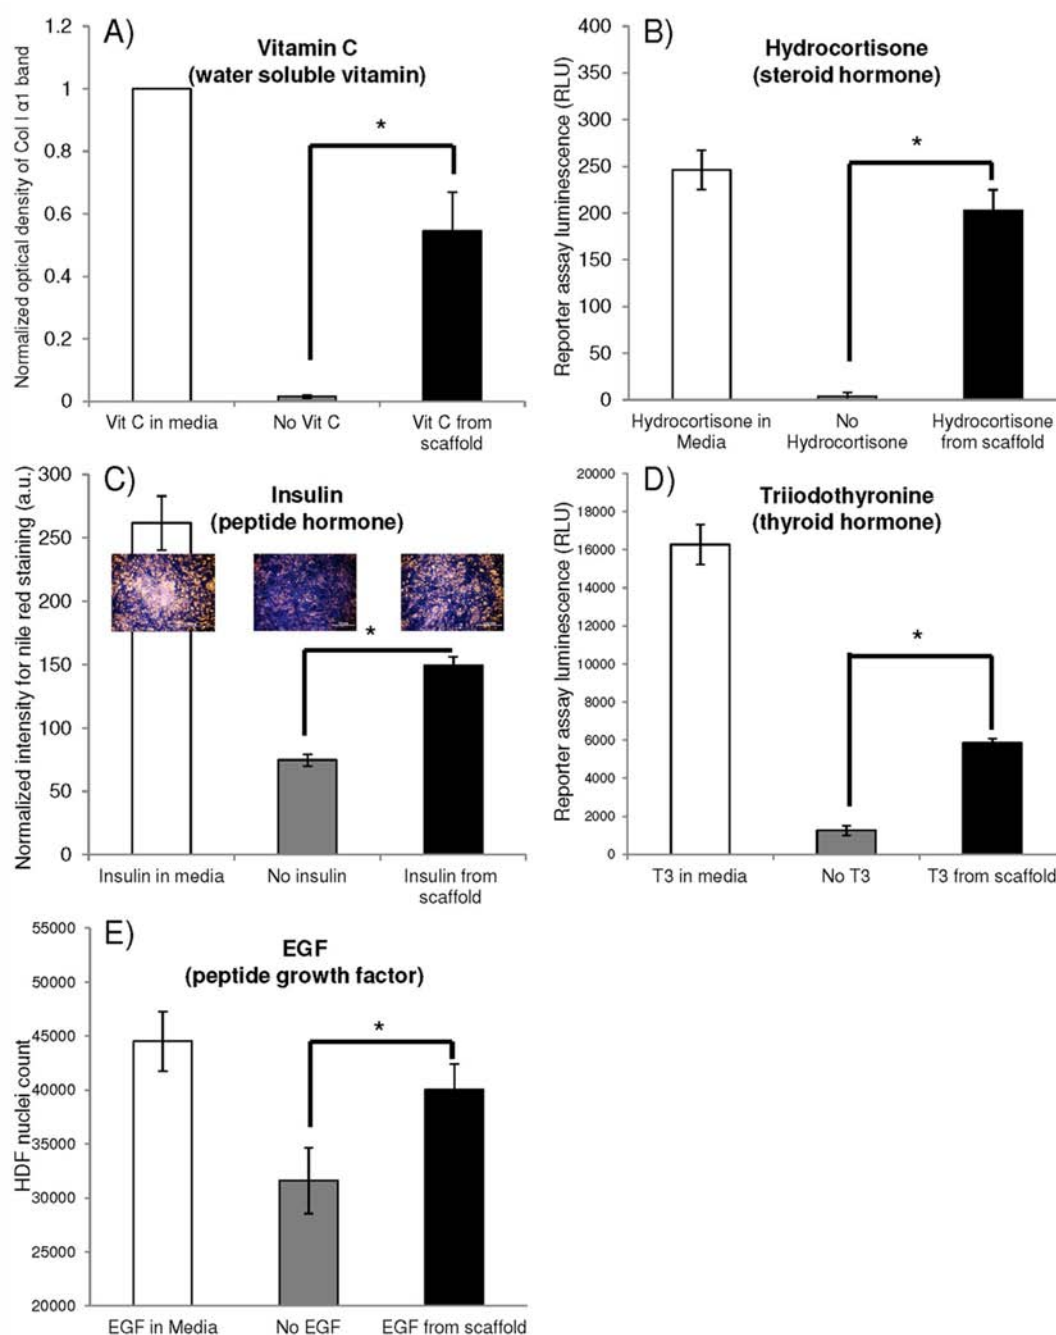 A)
Vitamin C
(water soluble vitamin)
Normalized optical density of Col I α1 band
1.2
1
0.8
0.6
0.4
0.2
0
*
Vit C in media
No Vit C
Vit C from
scaffold
B)
Hydrocortisone
(steroid hormone)
Reporter assay luminescence (RLU)
400
350
300
250
200
150
100
50
0
*
Hydrocortisone in
Media
No
Hydrocortisone
Hydrocortisone
from scaffold
C)
Insulin
(peptide hormone)
Normalized intensity for nile red staining (a.u.)
300
250
200
150
100
50
0
*
Insulin in media
No insulin
Insulin from
scaffold
D)
Triiodothyronine
(thyroid hormone)
Reporter assay luminescence (RLU)
20000
18000
16000
14000
12000
10000
8000
6000
4000
2000
0
*
T3 in media
No T3
T3 from scaffold
E)
EGF
(peptide growth factor)
HDF nuclei count
55000
50000
45000
40000
35000
30000
25000
20000
*
EGF in Media
No EGF
EGF from scaffold